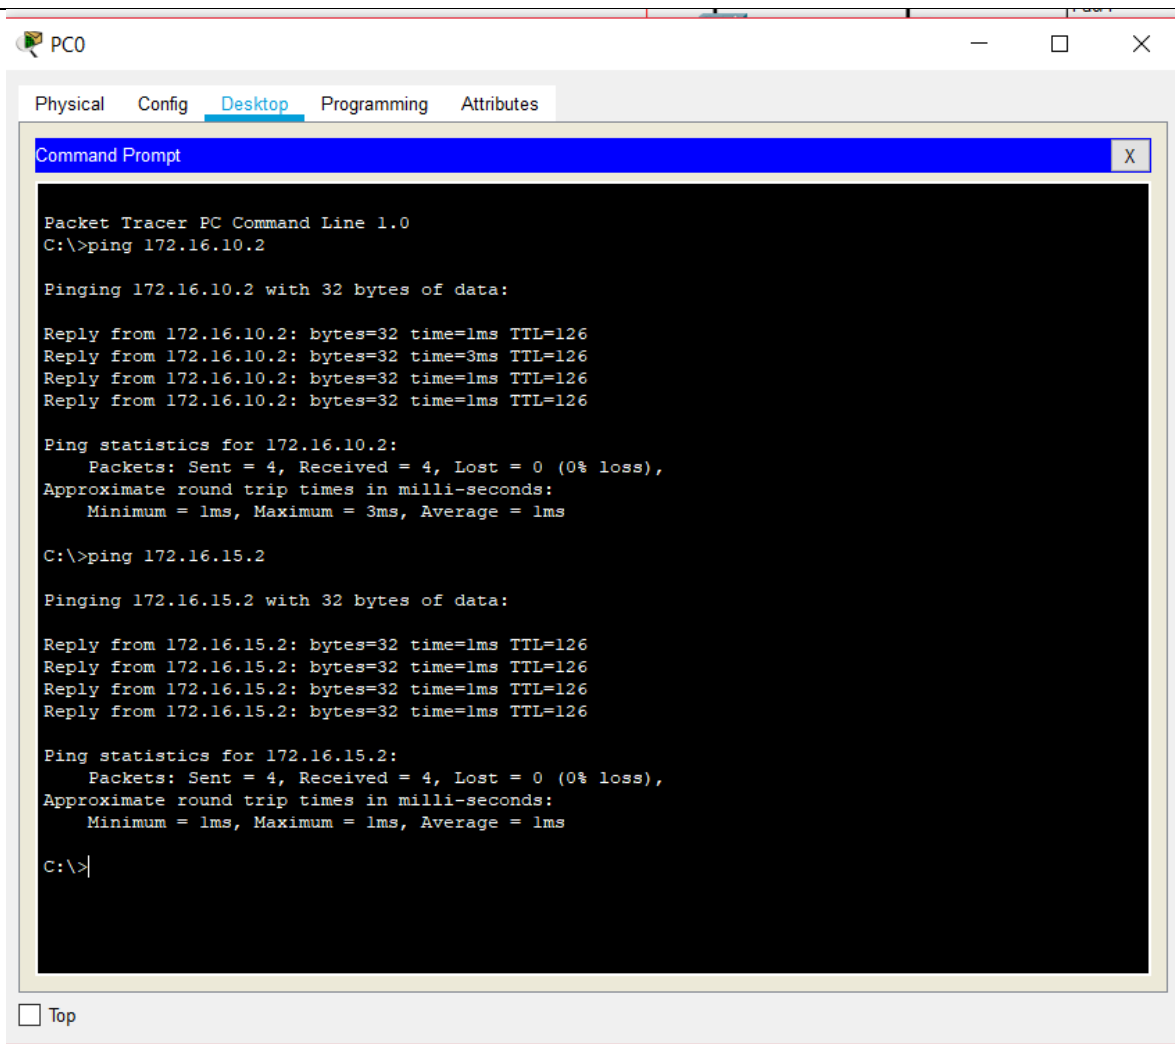 PC0
Physical Config Desktop Programming Attributes
Command Prompt X
Packet Tracer PC Command Line 1.0
C:\>ping 172.16.10.2
Pinging 172.16.10.2 with 32 bytes of data:
Reply from 172.16.10.2: bytes=32 time=1ms TTL=126
Reply from 172.16.10.2: bytes=32 time=3ms TTL=126
Reply from 172.16.10.2: bytes=32 time=1ms TTL=126
Reply from 172.16.10.2: bytes=32 time=1ms TTL=126
Ping statistics for 172.16.10.2:
Packets: Sent = 4, Received = 4, Lost = 0 (0% loss),
Approximate round trip times in milli-seconds:
Minimum = 1ms, Maximum = 3ms, Average = 1ms
C:\>ping 172.16.15.2
Pinging 172.16.15.2 with 32 bytes of data:
Reply from 172.16.15.2: bytes=32 time=1ms TTL=126
Reply from 172.16.15.2: bytes=32 time=1ms TTL=126
Reply from 172.16.15.2: bytes=32 time=1ms TTL=126
Reply from 172.16.15.2: bytes=32 time=1ms TTL=126
Ping statistics for 172.16.15.2:
Packets: Sent = 4, Received = 4, Lost = 0 (0% loss),
Approximate round trip times in milli-seconds:
Minimum = 1ms, Maximum = 1ms, Average = 1ms
C:\>
Top